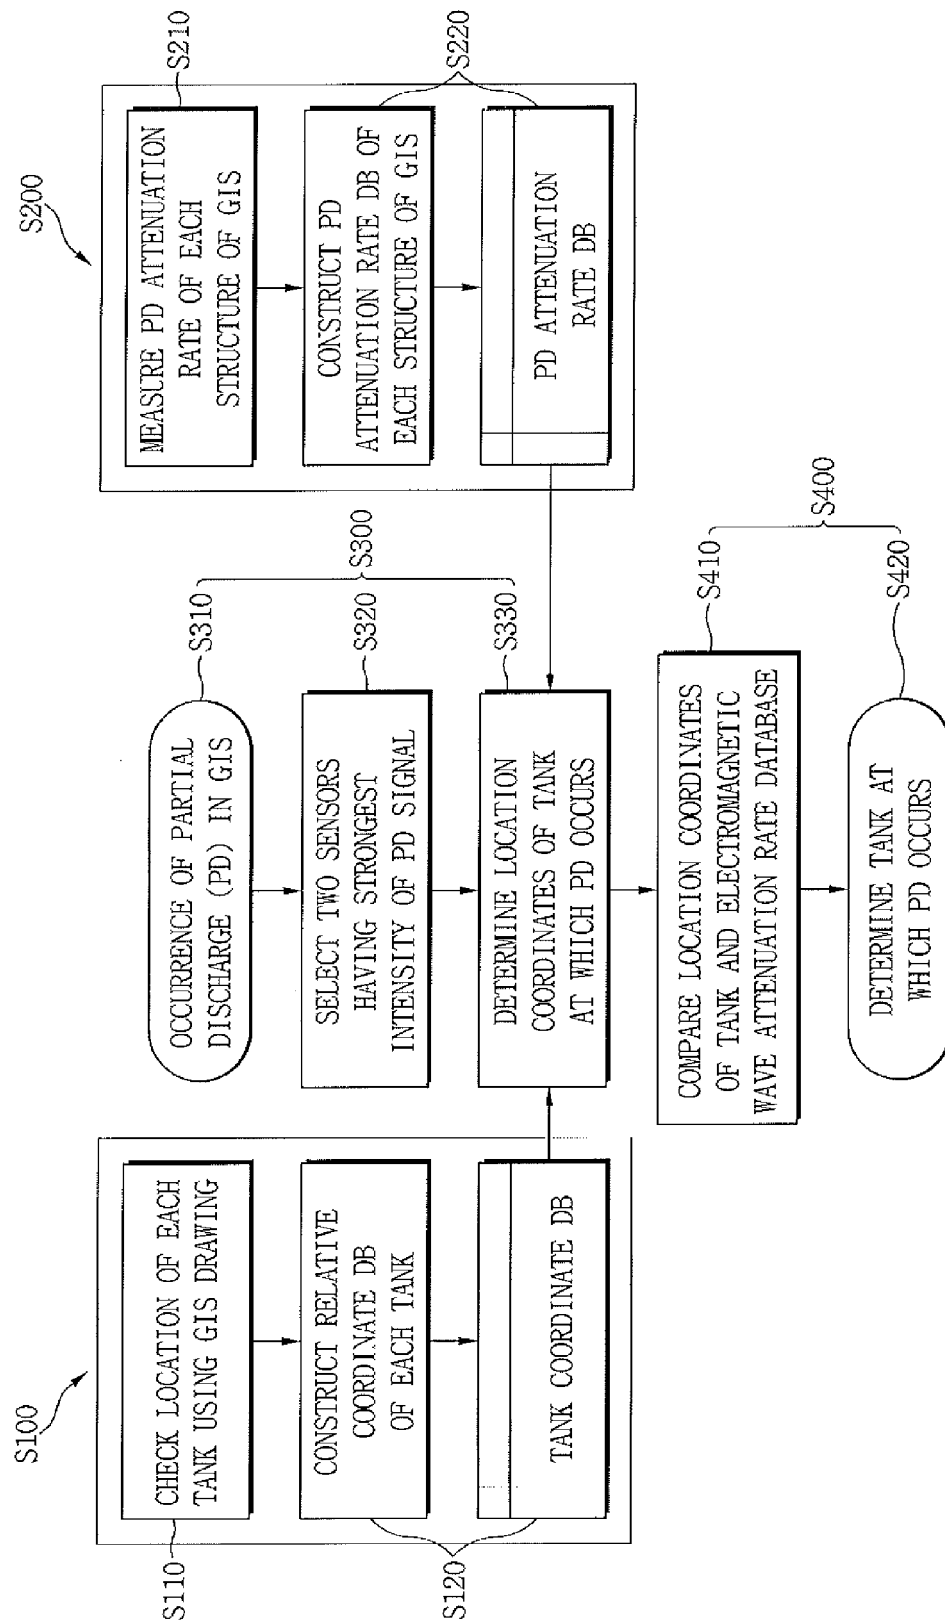 S100
S110
CHECK LOCATION OF EACH
TANK USING GIS DRAWING
CONSTRUCT RELATIVE
COORDINATE DB
OF EACH TANK
S120
TANK COORDINATE DB
OCCURRENCE OF PARTIAL
DISCHARGE (PD) IN GIS
S310
SELECT TWO SENSORS
HAVING STRONGEST
INTENSITY OF PD SIGNAL
S320
S300
DETERMINE LOCATION
COORDINATES OF TANK
AT WHICH PD OCCURS
S330
COMPARE LOCATION COORDINATES
OF TANK AND ELECTROMAGNETIC
WAVE ATTENUATION RATE DATABASE
S410
S400
DETERMINE TANK AT
WHICH PD OCCURS
S420
S200
MEASURE PD ATTENUATION
RATE OF EACH
STRUCTURE OF GIS
S210
CONSTRUCT PD
ATTENUATION RATE DB OF
EACH STRUCTURE OF GIS
S220
PD ATTENUATION
RATE DB